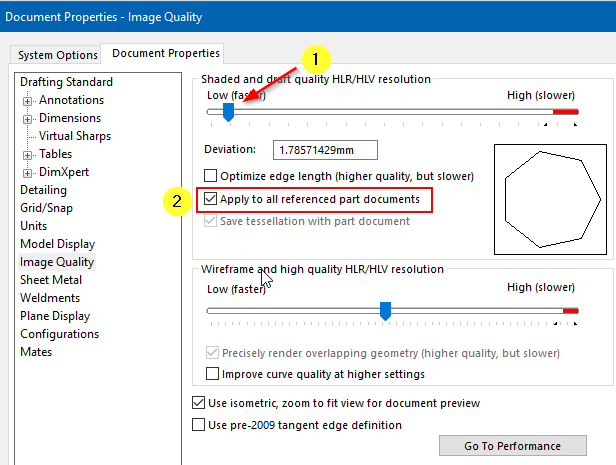 Document Properties - Image Quality
System Options
Document Properties
1
Drafting Standard
Annotations
Dimensions
Virtual Sharps
Tables
DimXpert
Detailing
Grid/Snap
Units
Model Display
Image Quality
Sheet Metal
Weldments
Plane Display
Configurations
Mates
Shaded and draft quality HLR/HLV resolution
Low (faster)
High (slower)
Deviation:
1.78571429mm
Optimize edge length (higher quality, but slower)
2
Apply to all referenced part documents
Save tessellation with part document
Wireframe and high quality HLR/HLV resolution
Low (faster)
High (slower)
Precisely render overlapping geometry (higher quality, but slower)
Improve curve quality at higher settings
Use isometric, zoom to fit view for document preview
Use pre-2009 tangent edge definition
Go To Performance